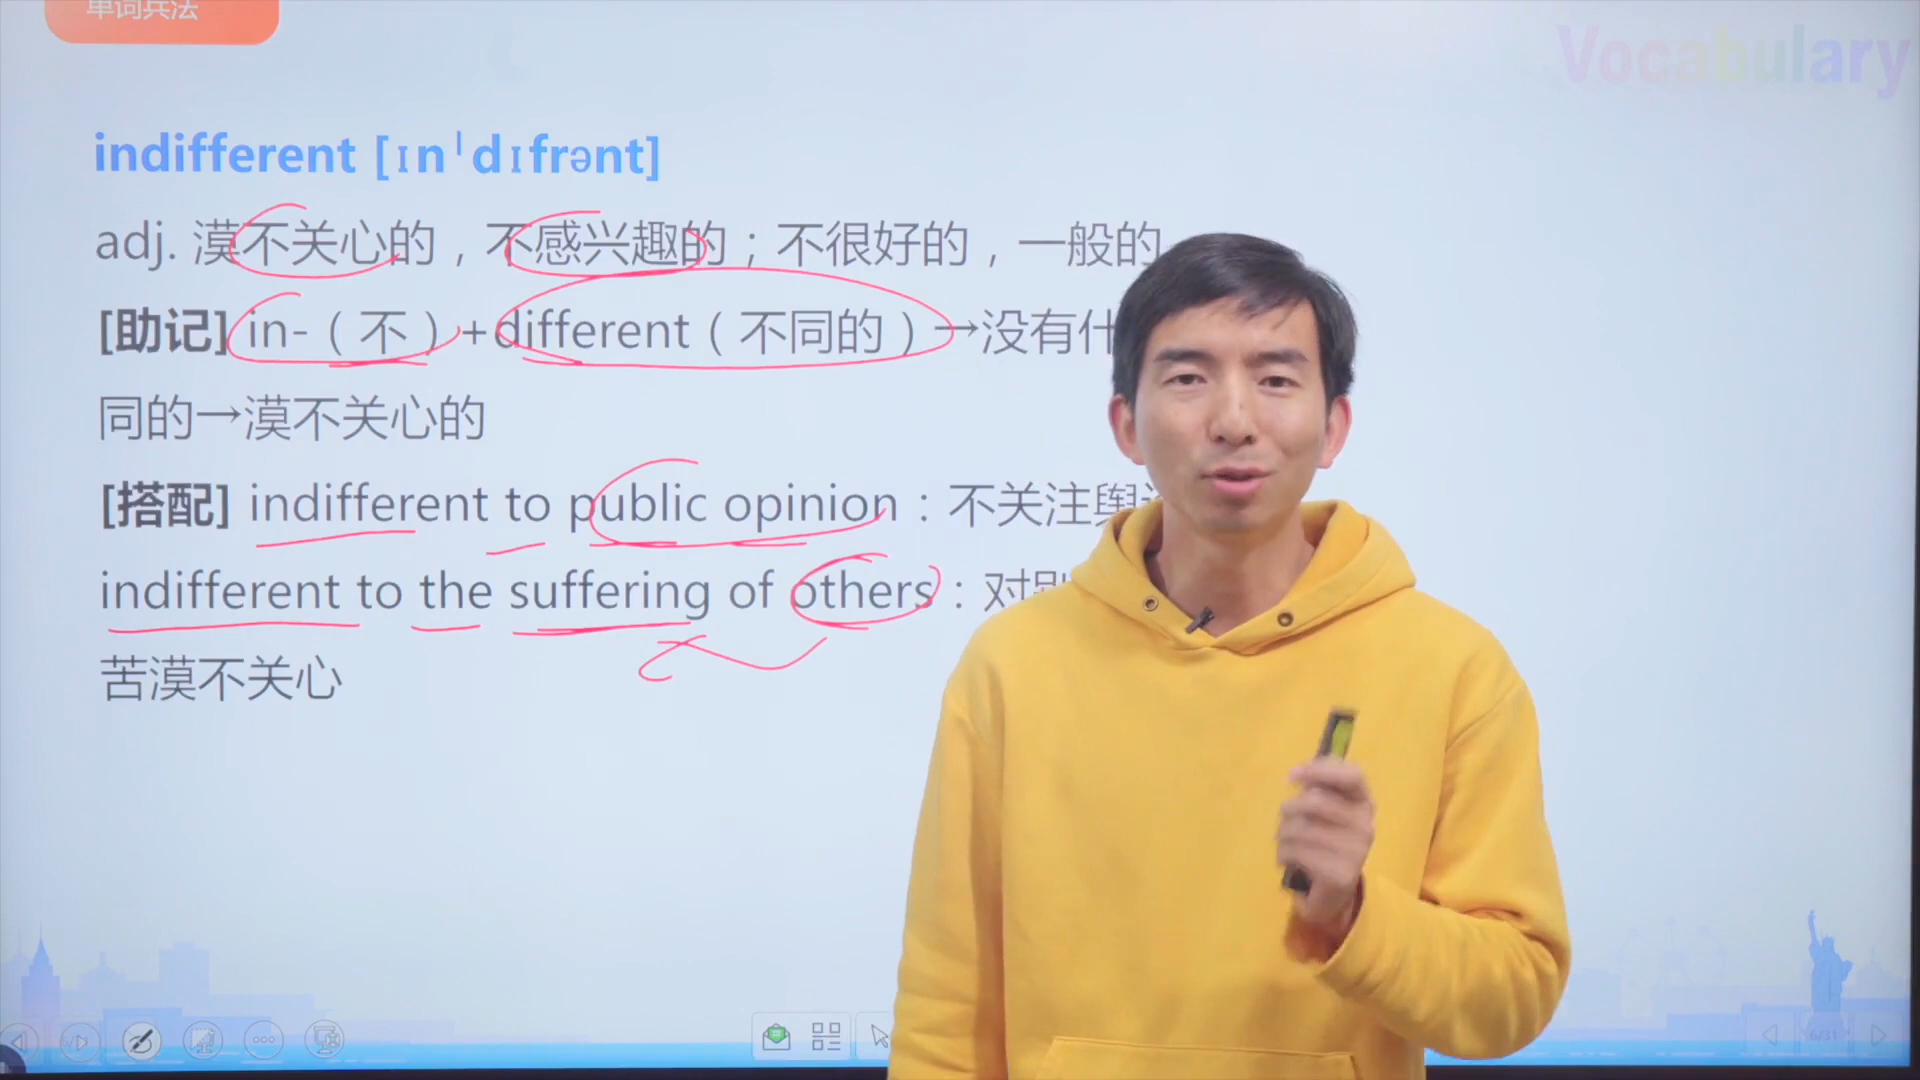 单词兵法
Vocabulary
indifferent [ɪnˈdɪfrənt]
adj. 漠不关心的，不感兴趣的；不很好的，一般的
[助记] in-（不）+different（不同的）→没有什
同的→漠不关心的
[搭配] indifferent to public opinion：不关注舆
indifferent to the suffering of others：对别
苦漠不关心
6/31